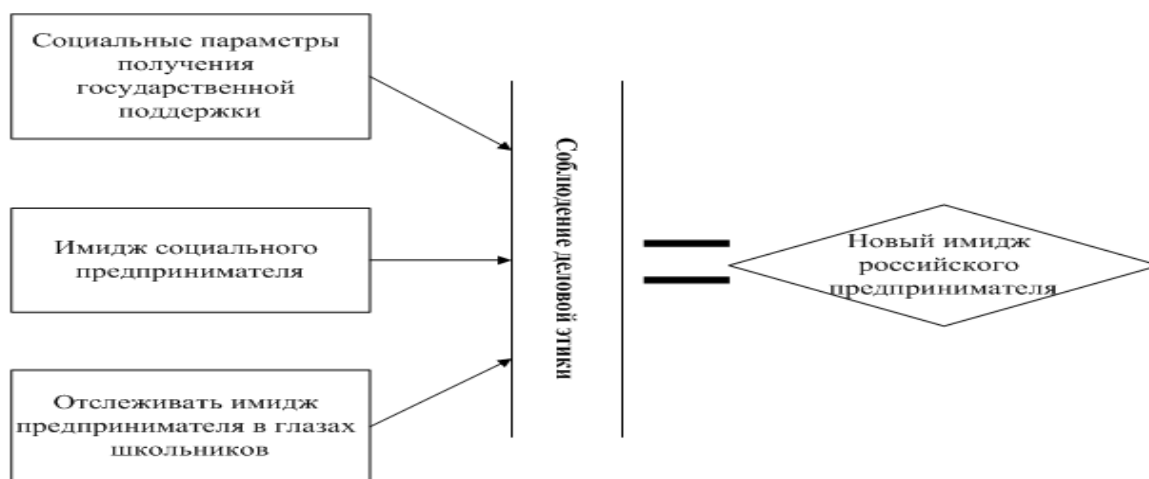 Социальные параметры
получения
государственной
поддержки
Имидж социального
предпринимателя
Отслеживать имидж
предпринимателя в глазах
школьников
Соблюдение деловой этики
Новый имидж
российского
предпринимателя